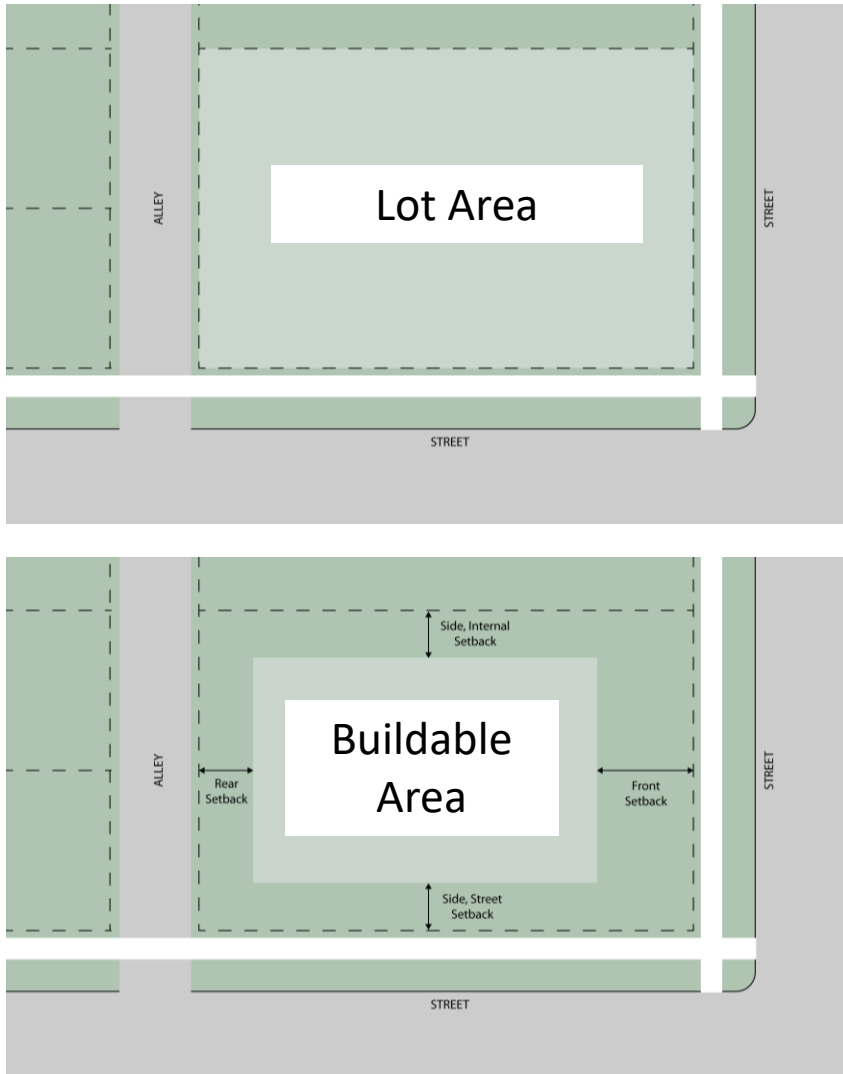 Lot Area
ALLEY
STREET
STREET
Side, Internal
Setback
Buildable
Area
ALLEY
Rear
Setback
Front
Setback
STREET
Side, Street
Setback
STREET